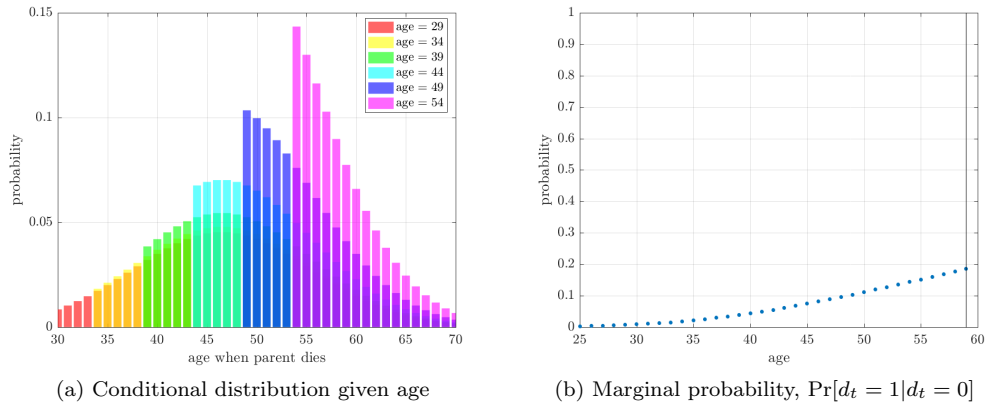 0.15
0.1
0.05
0
probability
30 35 40 45 50 55 60 65 70
age when parent dies
age = 29
age = 34
age = 39
age = 44
age = 49
age = 54
(a) Conditional distribution given age
1
0.9
0.8
0.7
0.6
0.5
0.4
0.3
0.2
0.1
0
probability
25 30 35 40 45 50 55 60
age
(b) Marginal probability, Pr[d_t = 1|d_t = 0]